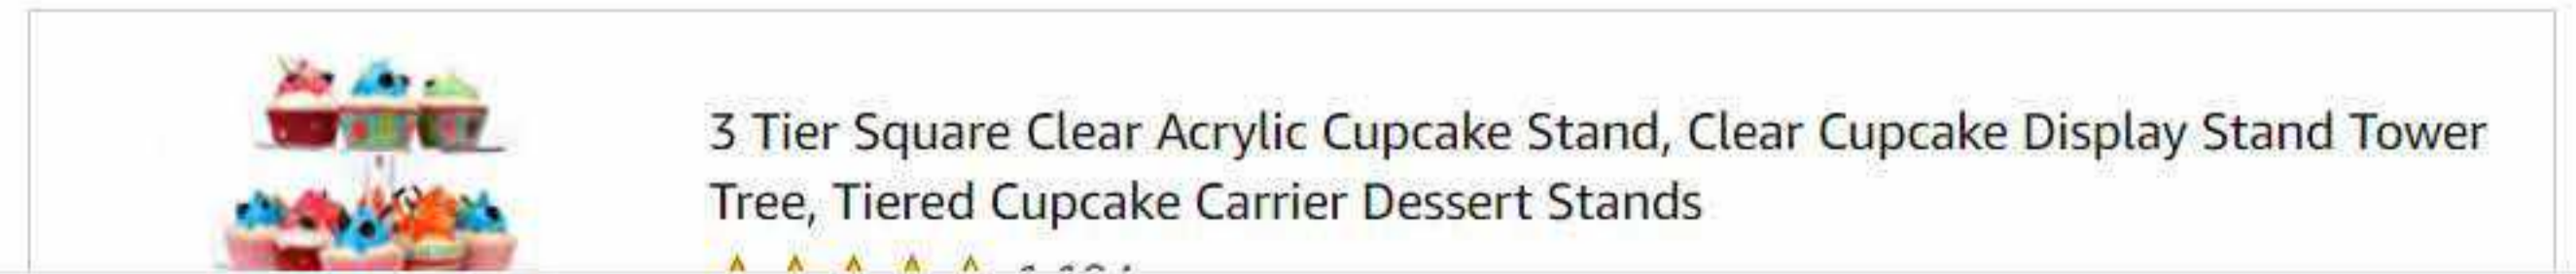 3 Tier Square Clear Acrylic Cupcake Stand, Clear Cupcake Display Stand Tower
Tree, Tiered Cupcake Carrier Dessert Stands